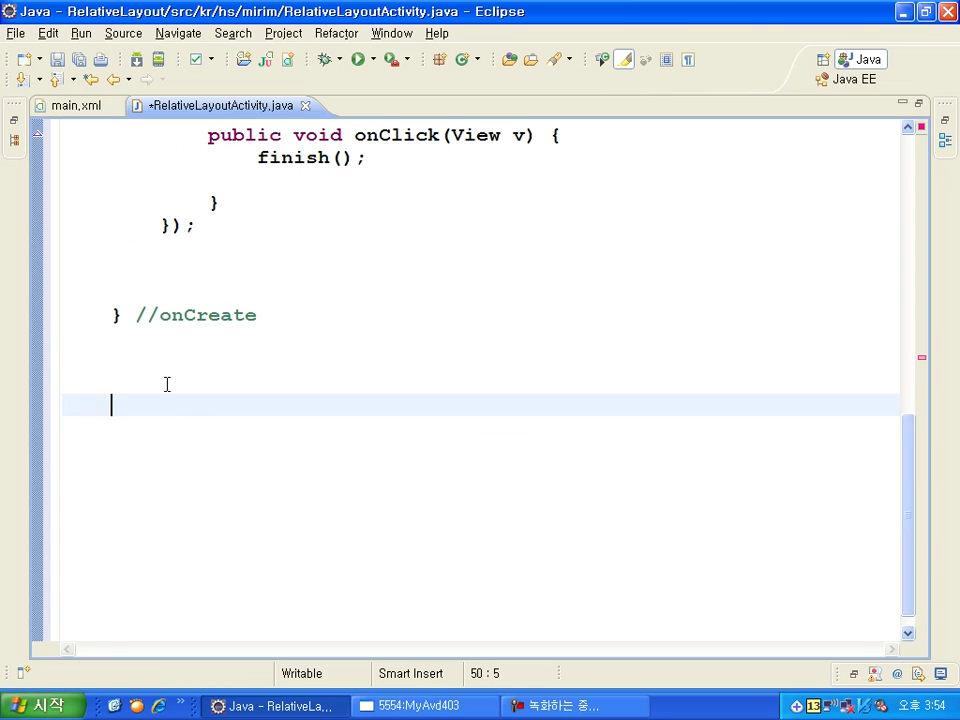 Java - RelativeLayout/src/kr/hs/mirim/RelativeLayoutActivity.java - Eclipse
File Edit Run Source Navigate Search Project Refactor Window Help
Java
Java EE
main.xml *RelativeLayoutActivity.java
public void onClick(View v) {
finish();
}
});
} //onCreate
Writable Smart Insert 50 : 5
시작 Java - RelativeLa... 5554:MyAvd403 녹화하는 중... 13 오후 3:54